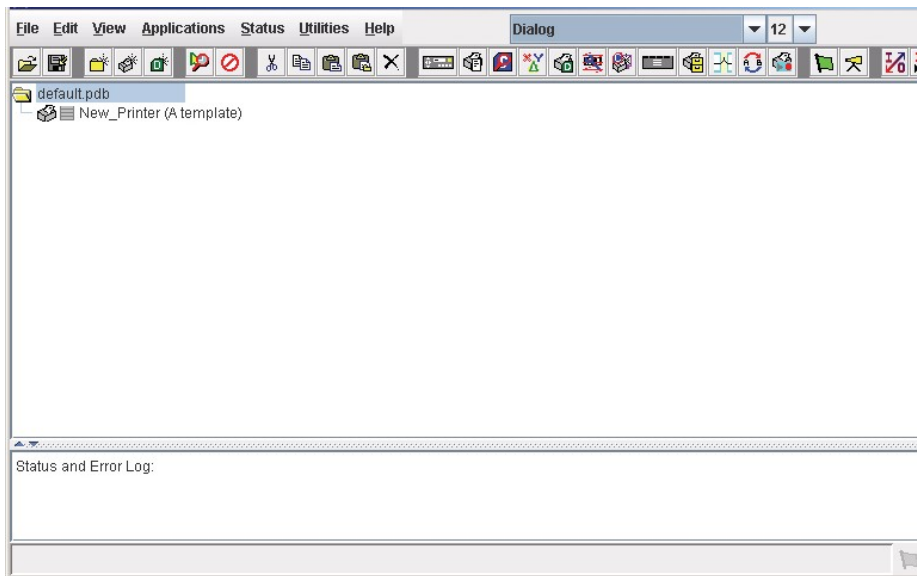 File Edit View Applications Status Utilities Help Dialog 12
default.pdb
New_Printer (A template)
Status and Error Log: